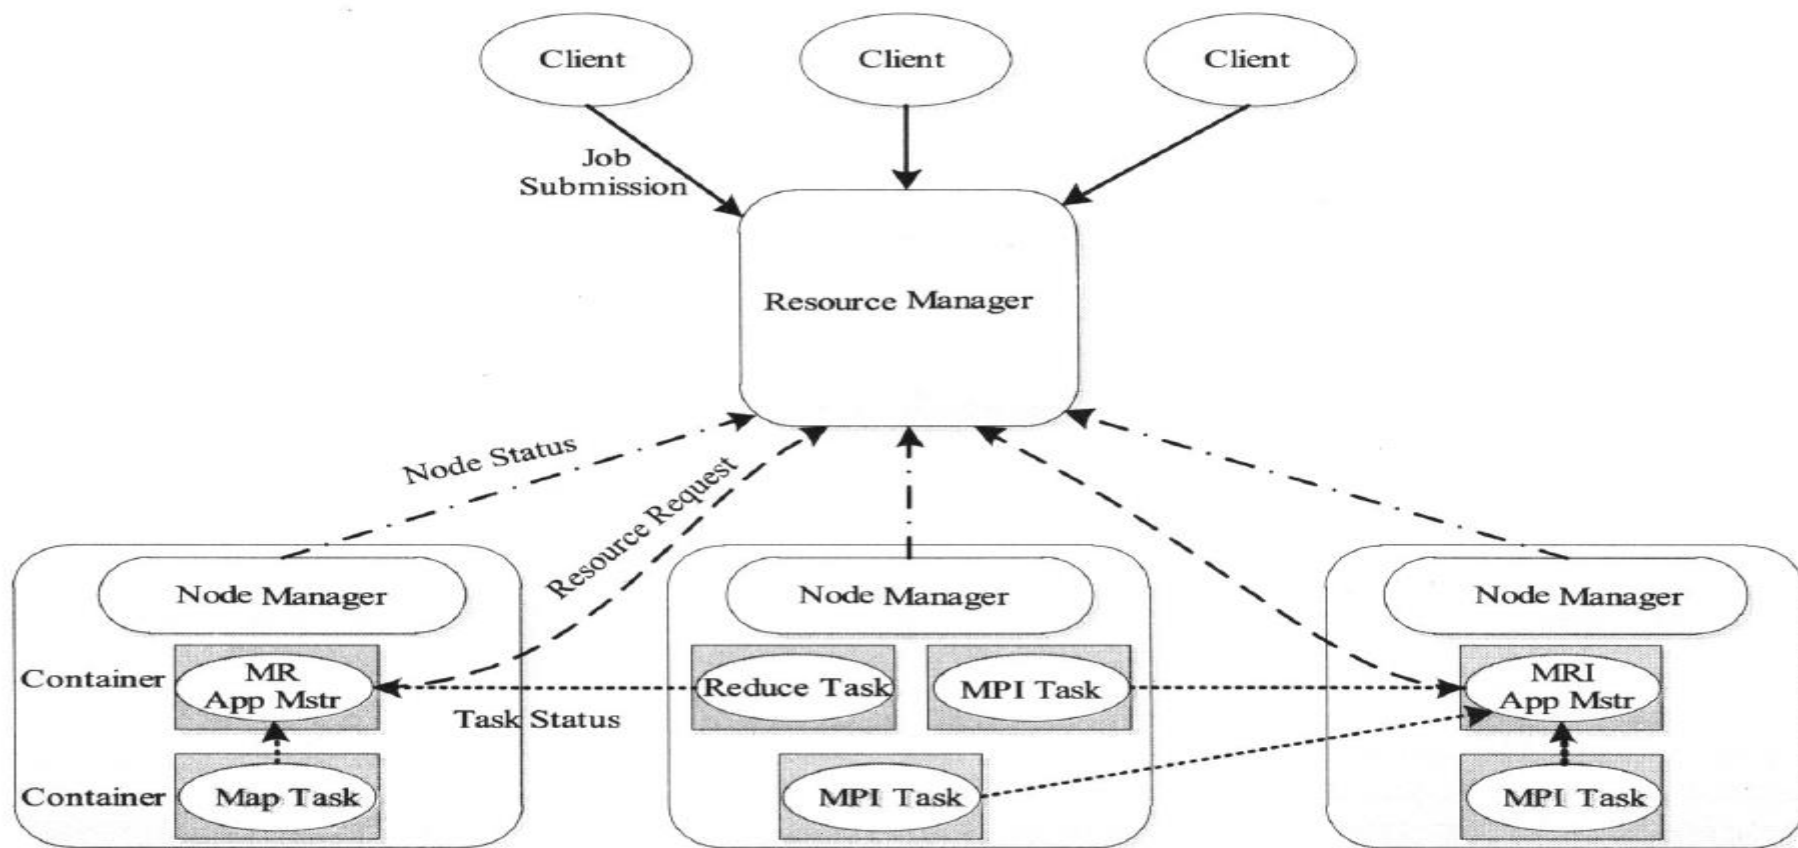 Client
Client
Client
Job
Submission
Resource Manager
Node Status
Resource Request
Node Manager
Node Manager
Node Manager
Container
MR
App Mstr
Reduce Task
MPI Task
MRI
App Mstr
Task Status
Container
Map Task
MPI Task
MPI Task